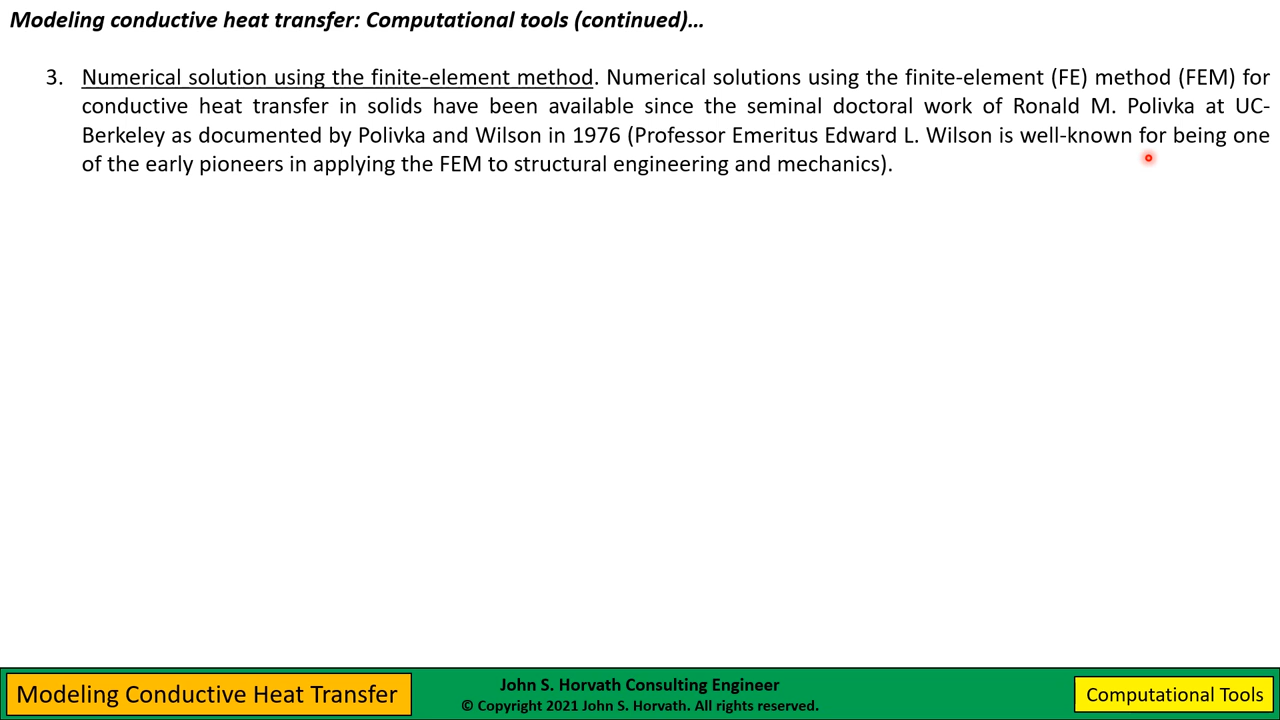 Modeling conductive heat transfer: Computational tools (continued)…
3. Numerical solution using the finite-element method. Numerical solutions using the finite-element (FE) method (FEM) for
conductive heat transfer in solids have been available since the seminal doctoral work of Ronald M. Polivka at UC-
Berkeley as documented by Polivka and Wilson in 1976 (Professor Emeritus Edward L. Wilson is well-known for being one
of the early pioneers in applying the FEM to structural engineering and mechanics).
Modeling Conductive Heat Transfer
John S. Horvath Consulting Engineer
© Copyright 2021 John S. Horvath. All rights reserved.
Computational Tools